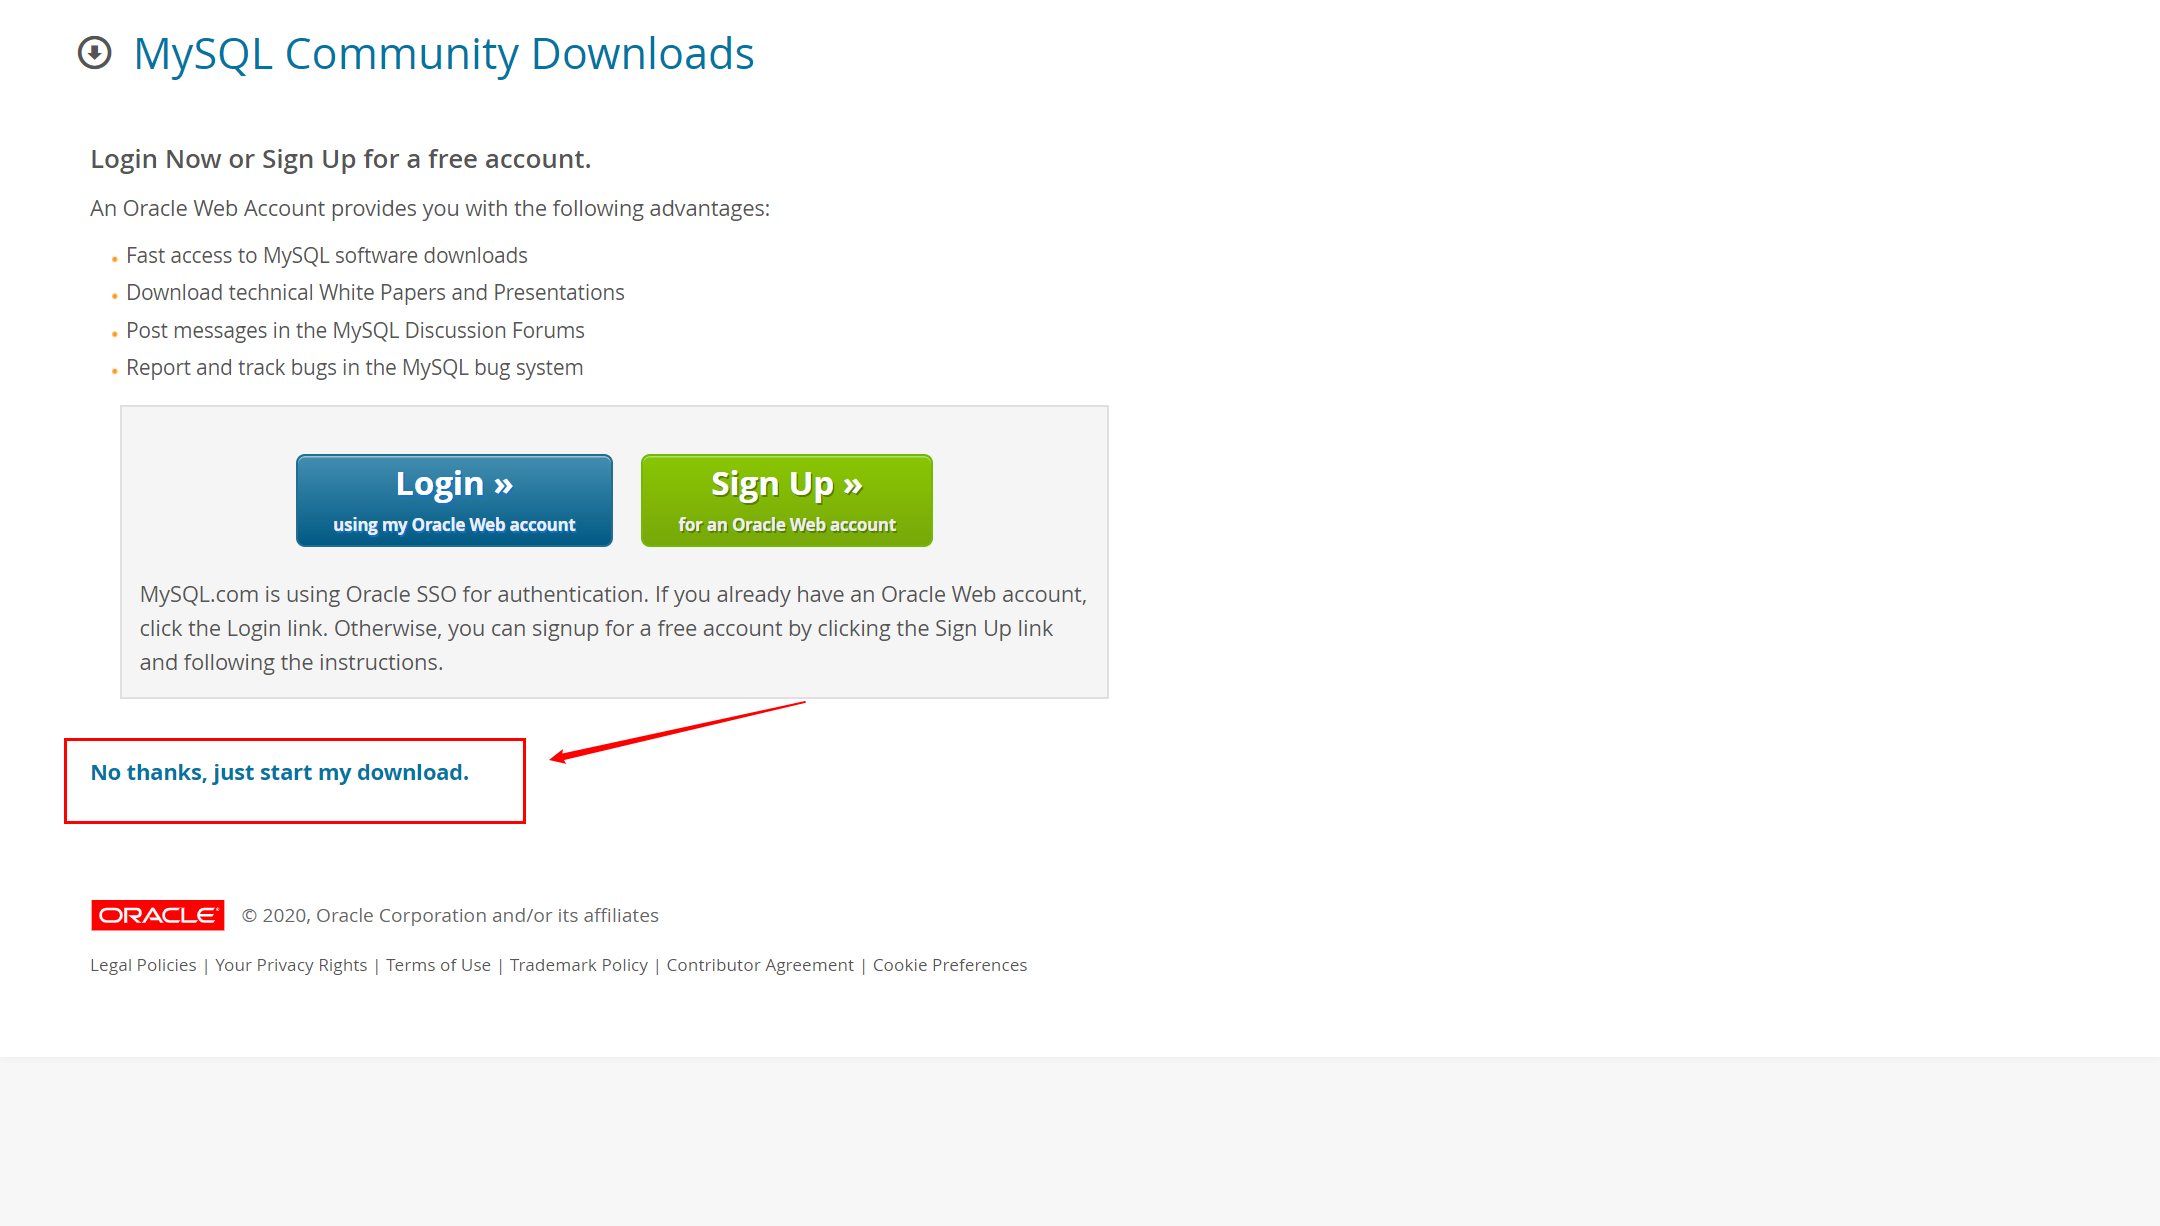 MySQL Community Downloads
Login Now or Sign Up for a free account.
An Oracle Web Account provides you with the following advantages:
Fast access to MySQL software downloads
Download technical White Papers and Presentations
Post messages in the MySQL Discussion Forums
Report and track bugs in the MySQL bug system
Login »
using my Oracle Web account
Sign Up »
for an Oracle Web account
MySQL.com is using Oracle SSO for authentication. If you already have an Oracle Web account,
click the Login link. Otherwise, you can signup for a free account by clicking the Sign Up link
and following the instructions.
No thanks, just start my download.
ORACLE® © 2020, Oracle Corporation and/or its affiliates
Legal Policies | Your Privacy Rights | Terms of Use | Trademark Policy | Contributor Agreement | Cookie Preferences